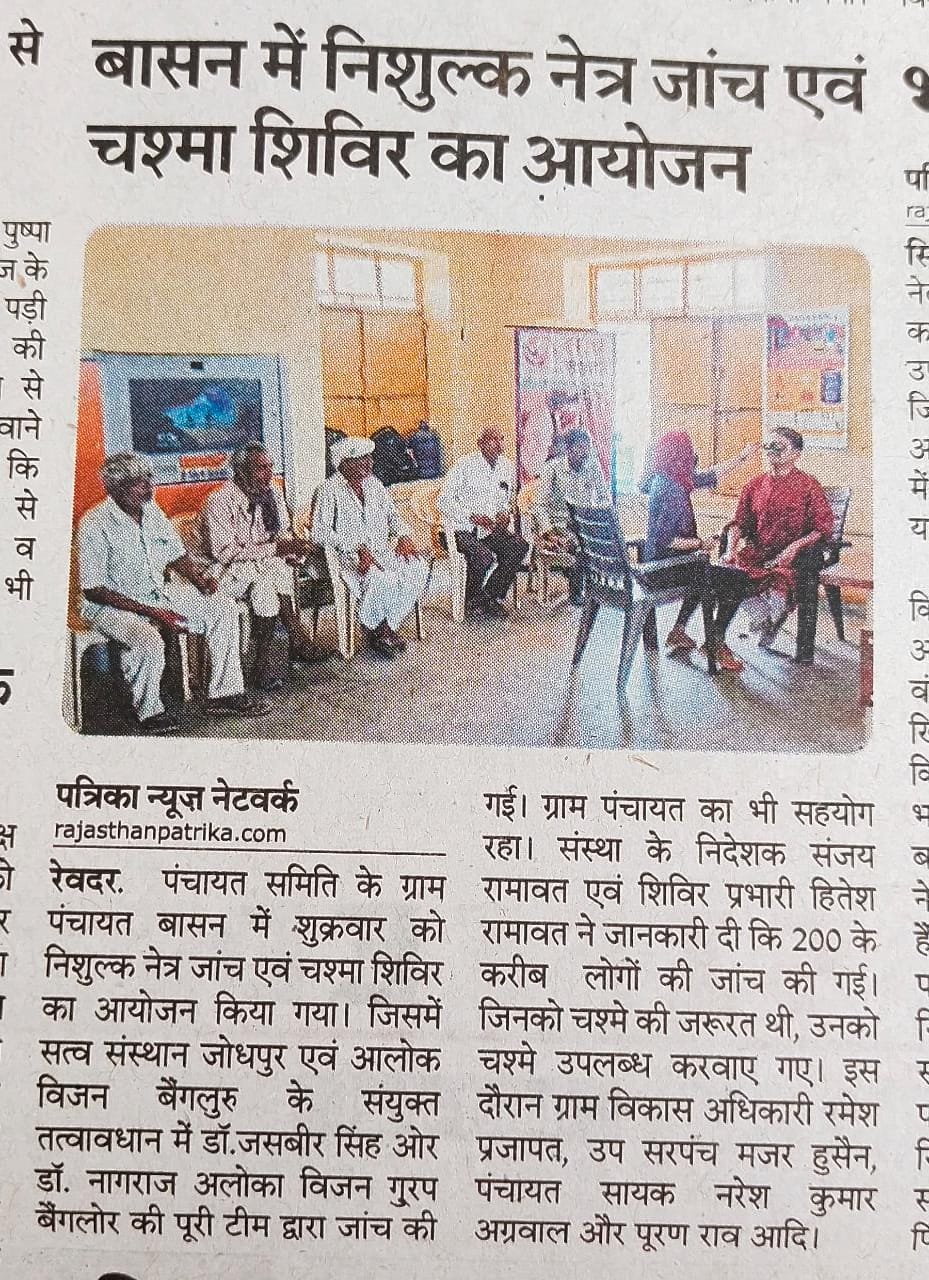 बासन में निशुल्क नेत्र जांच एवं
चश्मा शिविर का आयोजन
पत्रिका न्यूज़ नेटवर्क
rajasthanpatrika.com
रेवदर. पंचायत समिति के ग्राम
पंचायत बासन में शुक्रवार को
निशुल्क नेत्र जांच एवं चश्मा शिविर
का आयोजन किया गया। जिसमें
सत्व संस्थान जोधपुर एवं आलोक
विजन बैंगलुरु के संयुक्त
तत्वावधान में डॉ.जसबीर सिंह ओर
डॉ. नागराज अलोका विजन गुरप
बैंगलोर की पूरी टीम द्वारा जांच की
गई। ग्राम पंचायत का भी सहयोग
रहा। संस्था के निदेशक संजय
रामावत एवं शिविर प्रभारी हितेश
रामावत ने जानकारी दी कि 200 के
करीब लोगों की जांच की गई।
जिनको चश्मे की जरूरत थी, उनको
चश्मे उपलब्ध करवाए गए। इस
दौरान ग्राम विकास अधिकारी रमेश
प्रजापत, उप सरपंच मजर हुसैन,
पंचायत सायक नरेश कुमार
अग्रवाल और पूरण राव आदि।
से
पुष्पा
ज के
पड़ी
की
से
वाने
कि
से
व
भी